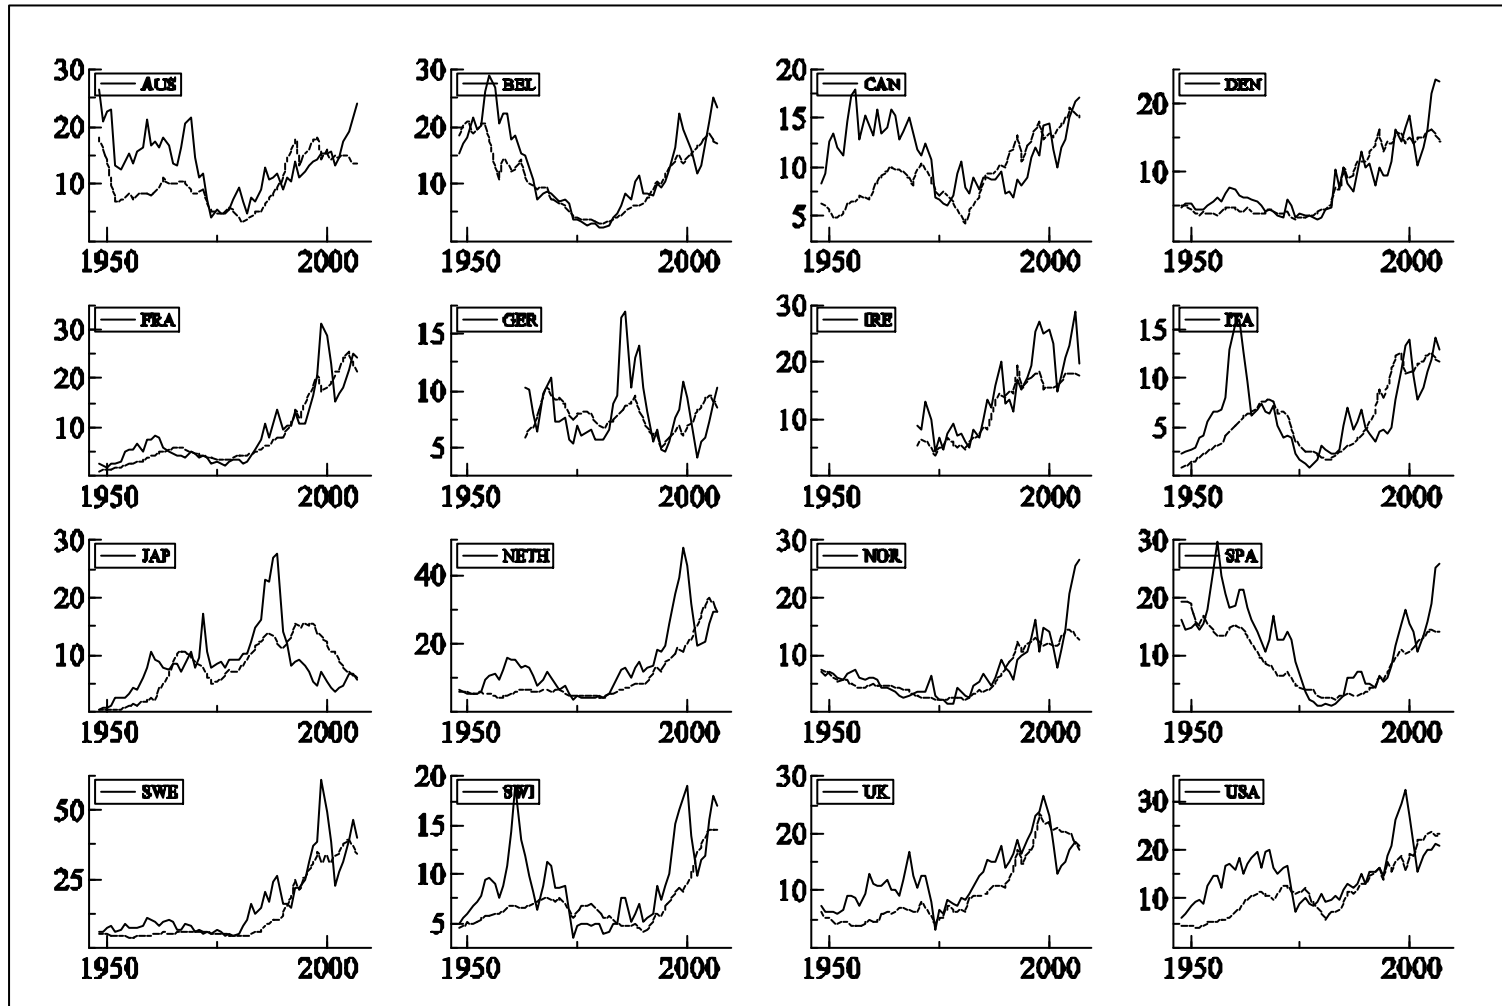 30 AUS 30 BEL 20 CAN DEN
20 20 15 20
10 10 10 10
5
1950 2000 1950 2000 1950 2000 1950 2000
FRA GER 30 IRE ITA
30 15 15
20 10 20 10
10 5 10 5
1950 2000 1950 2000 1950 2000 1950 2000
30 JAP NETH 30 NOR 30 SPA
20 40 20 20
10 20 10 10
1950 2000 1950 2000 1950 2000 1950 2000
SWE 20 SWI 30 UK USA
50 15 20 30
25 10 10 20
5 10
1950 2000 1950 2000 1950 2000 1950 2000